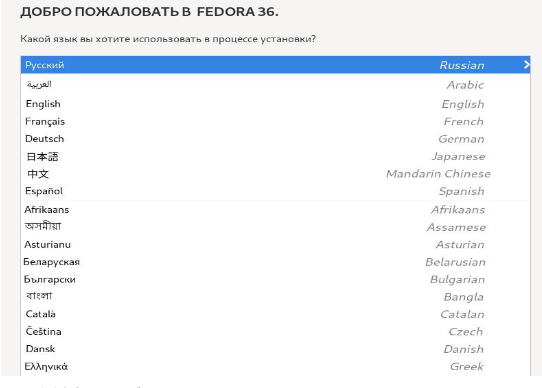 ДОБРО ПОЖАЛОВАТЬ В FEDORA 36.
Какой язык вы хотите использовать в процессе установки?
Русский Russian
العربية Arabic
English English
Français French
Deutsch German
日本語 Japanese
中文 Mandarin Chinese
Español Spanish
Afrikaans Afrikaans
অসমীয়া Assamese
Asturianu Asturian
Беларуская Belarusian
Български Bulgarian
বাংলা Bangla
Català Catalan
Čeština Czech
Dansk Danish
Ελληνικά Greek